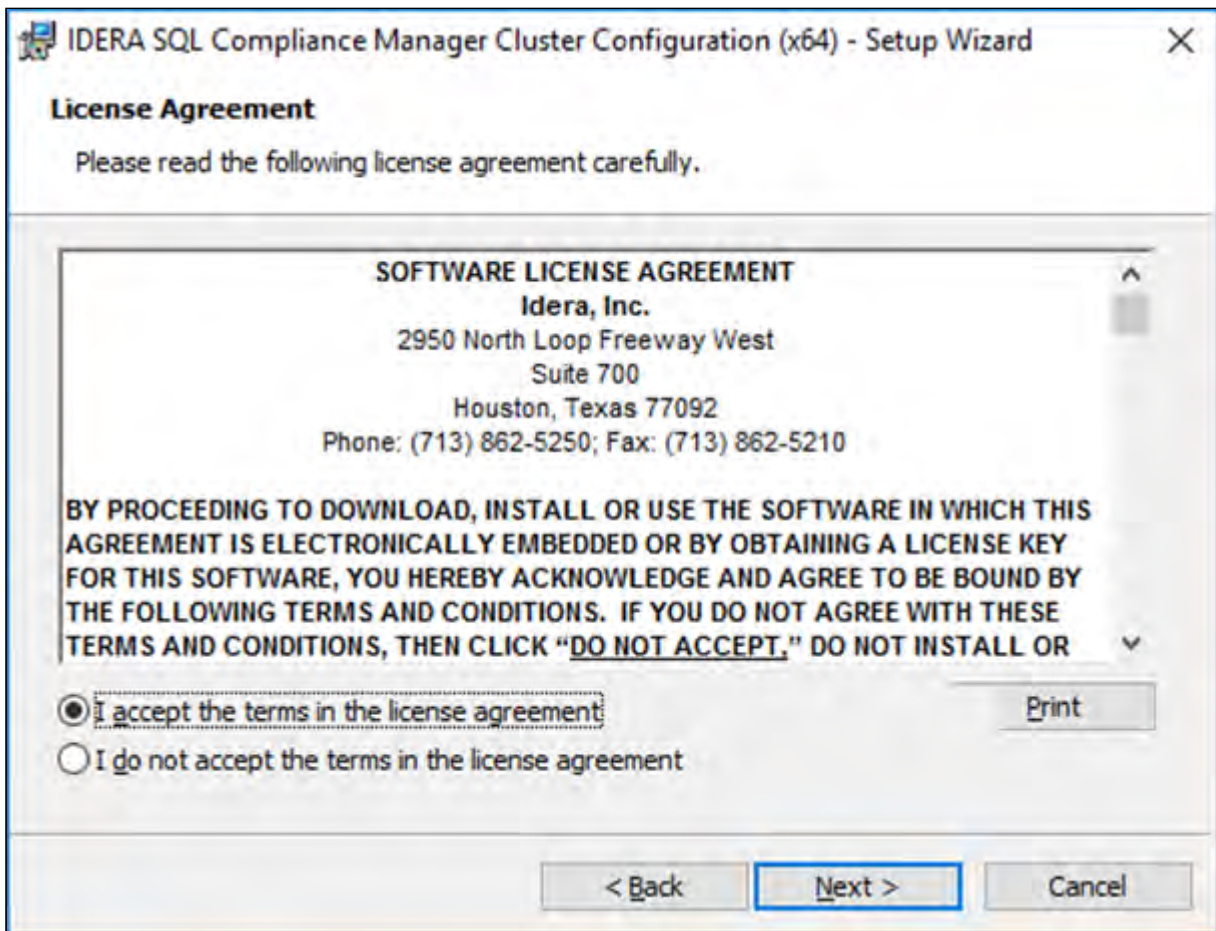 IDERA SQL Compliance Manager Cluster Configuration (x64) - Setup Wizard
License Agreement
Please read the following license agreement carefully.
SOFTWARE LICENSE AGREEMENT
Idera, Inc.
2950 North Loop Freeway West
Suite 700
Houston, Texas 77092
Phone: (713) 862-5250; Fax: (713) 862-5210
BY PROCEEDING TO DOWNLOAD, INSTALL OR USE THE SOFTWARE IN WHICH THIS
AGREEMENT IS ELECTRONICALLY EMBEDDED OR BY OBTAINING A LICENSE KEY
FOR THIS SOFTWARE, YOU HEREBY ACKNOWLEDGE AND AGREE TO BE BOUND BY
THE FOLLOWING TERMS AND CONDITIONS.  IF YOU DO NOT AGREE WITH THESE
TERMS AND CONDITIONS, THEN CLICK “DO NOT ACCEPT,” DO NOT INSTALL OR
I accept the terms in the license agreement
Print
I do not accept the terms in the license agreement
< Back
Next >
Cancel